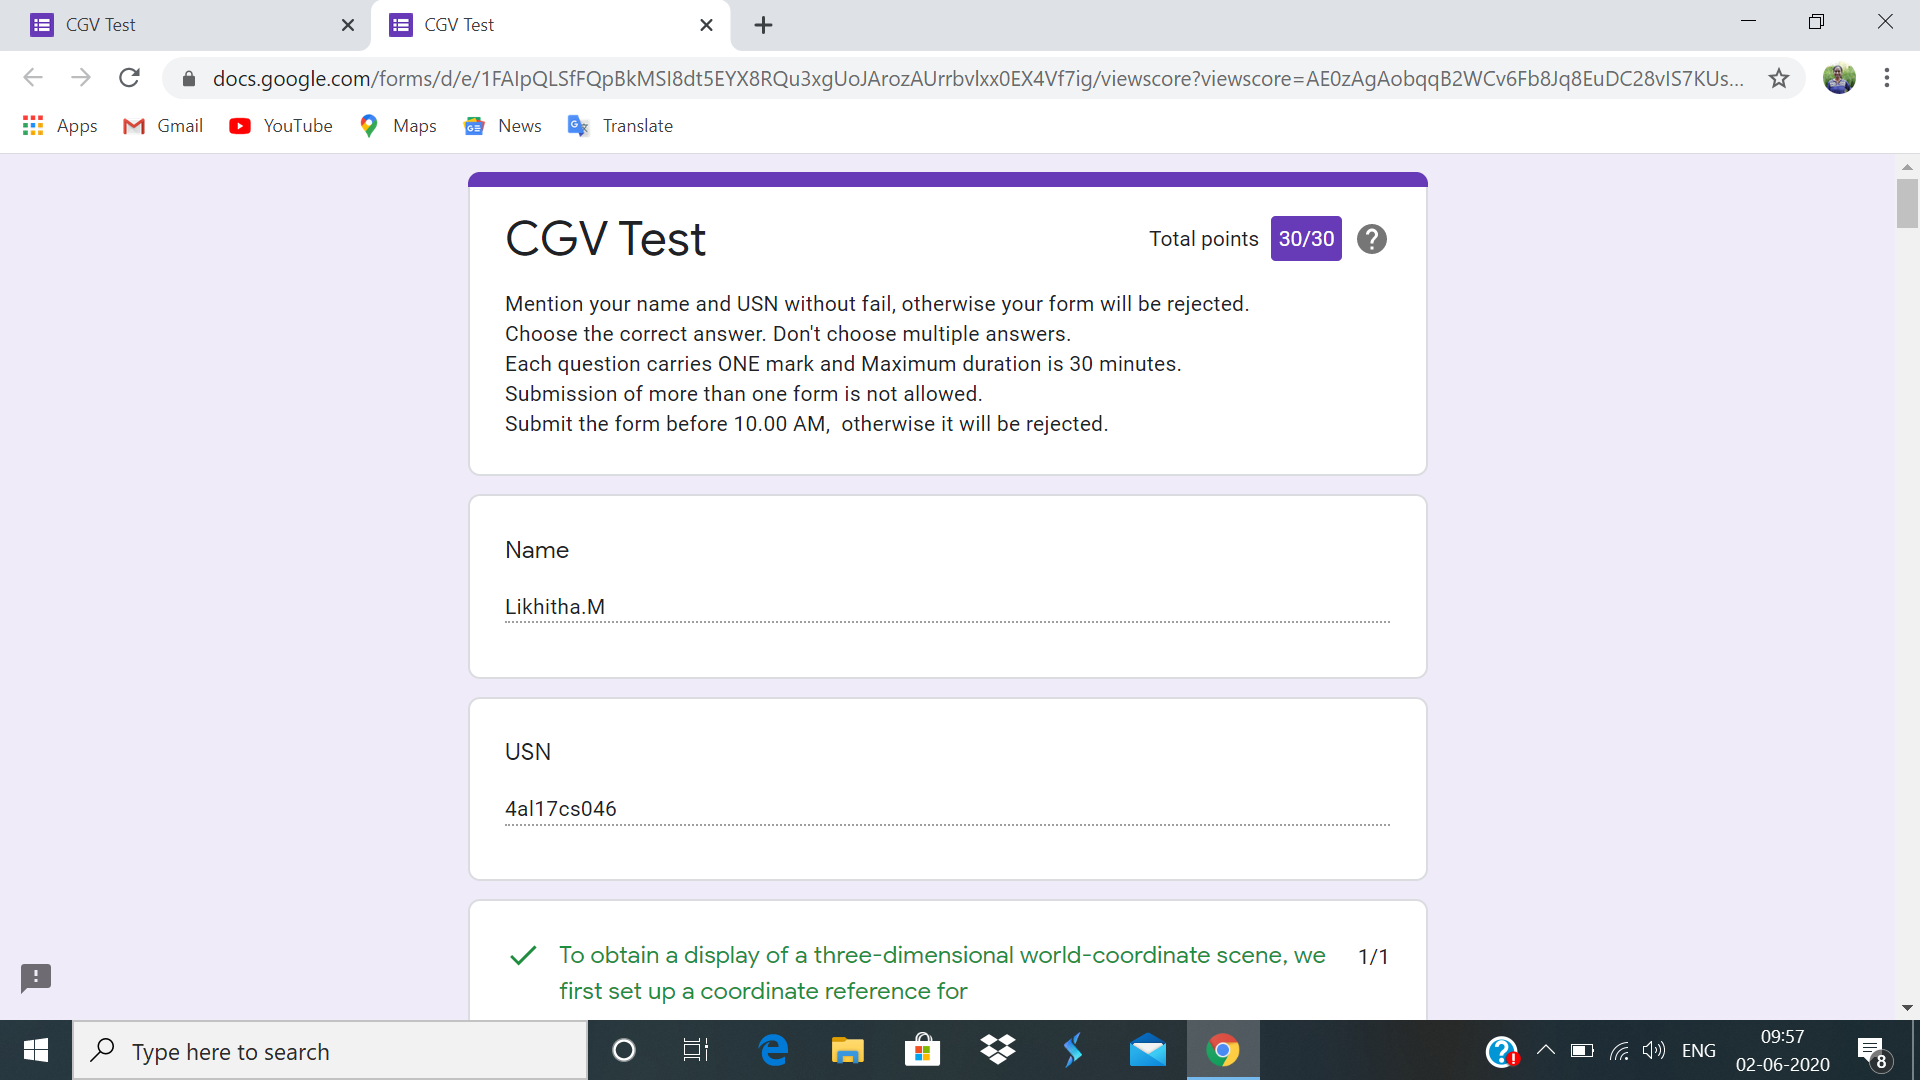 CGV Test
CGV Test
docs.google.com/forms/d/e/1FAIpQLSfFQpBkMSI8dt5EYX8RQu3xgUoJArozAUrrbvlxx0EX4Vf7ig/viewscore?viewscore=AE0zAgAobqqB2WCv6Fb8Jq8EuDC28vIS7KUs...
Apps
Gmail
YouTube
Maps
News
Translate
CGV Test
Total points 30/30
Mention your name and USN without fail, otherwise your form will be rejected.
Choose the correct answer. Don't choose multiple answers.
Each question carries ONE mark and Maximum duration is 30 minutes.
Submission of more than one form is not allowed.
Submit the form before 10.00 AM,  otherwise it will be rejected.
Name
Likhitha.M
USN
4al17cs046
To obtain a display of a three-dimensional world-coordinate scene, we 1/1
first set up a coordinate reference for
Type here to search
ENG
09:57
02-06-2020
8